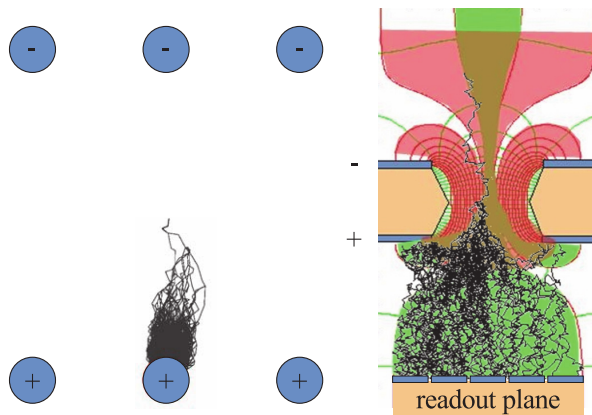 - - -
-
+
+ + +
readout plane